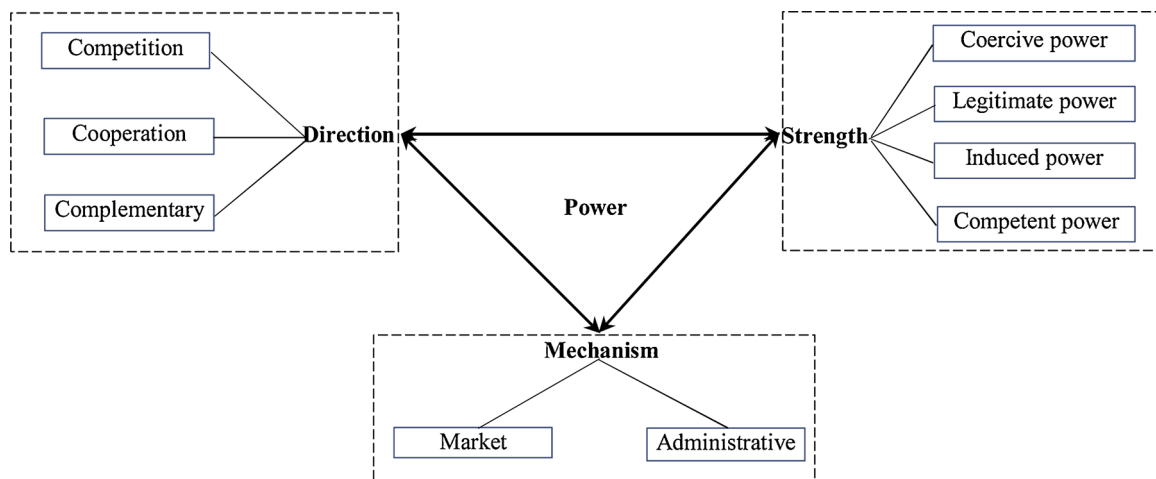 Competition
Cooperation
Complementary
Direction
Power
Strength
Coercive power
Legitimate power
Induced power
Competent power
Mechanism
Market
Administrative